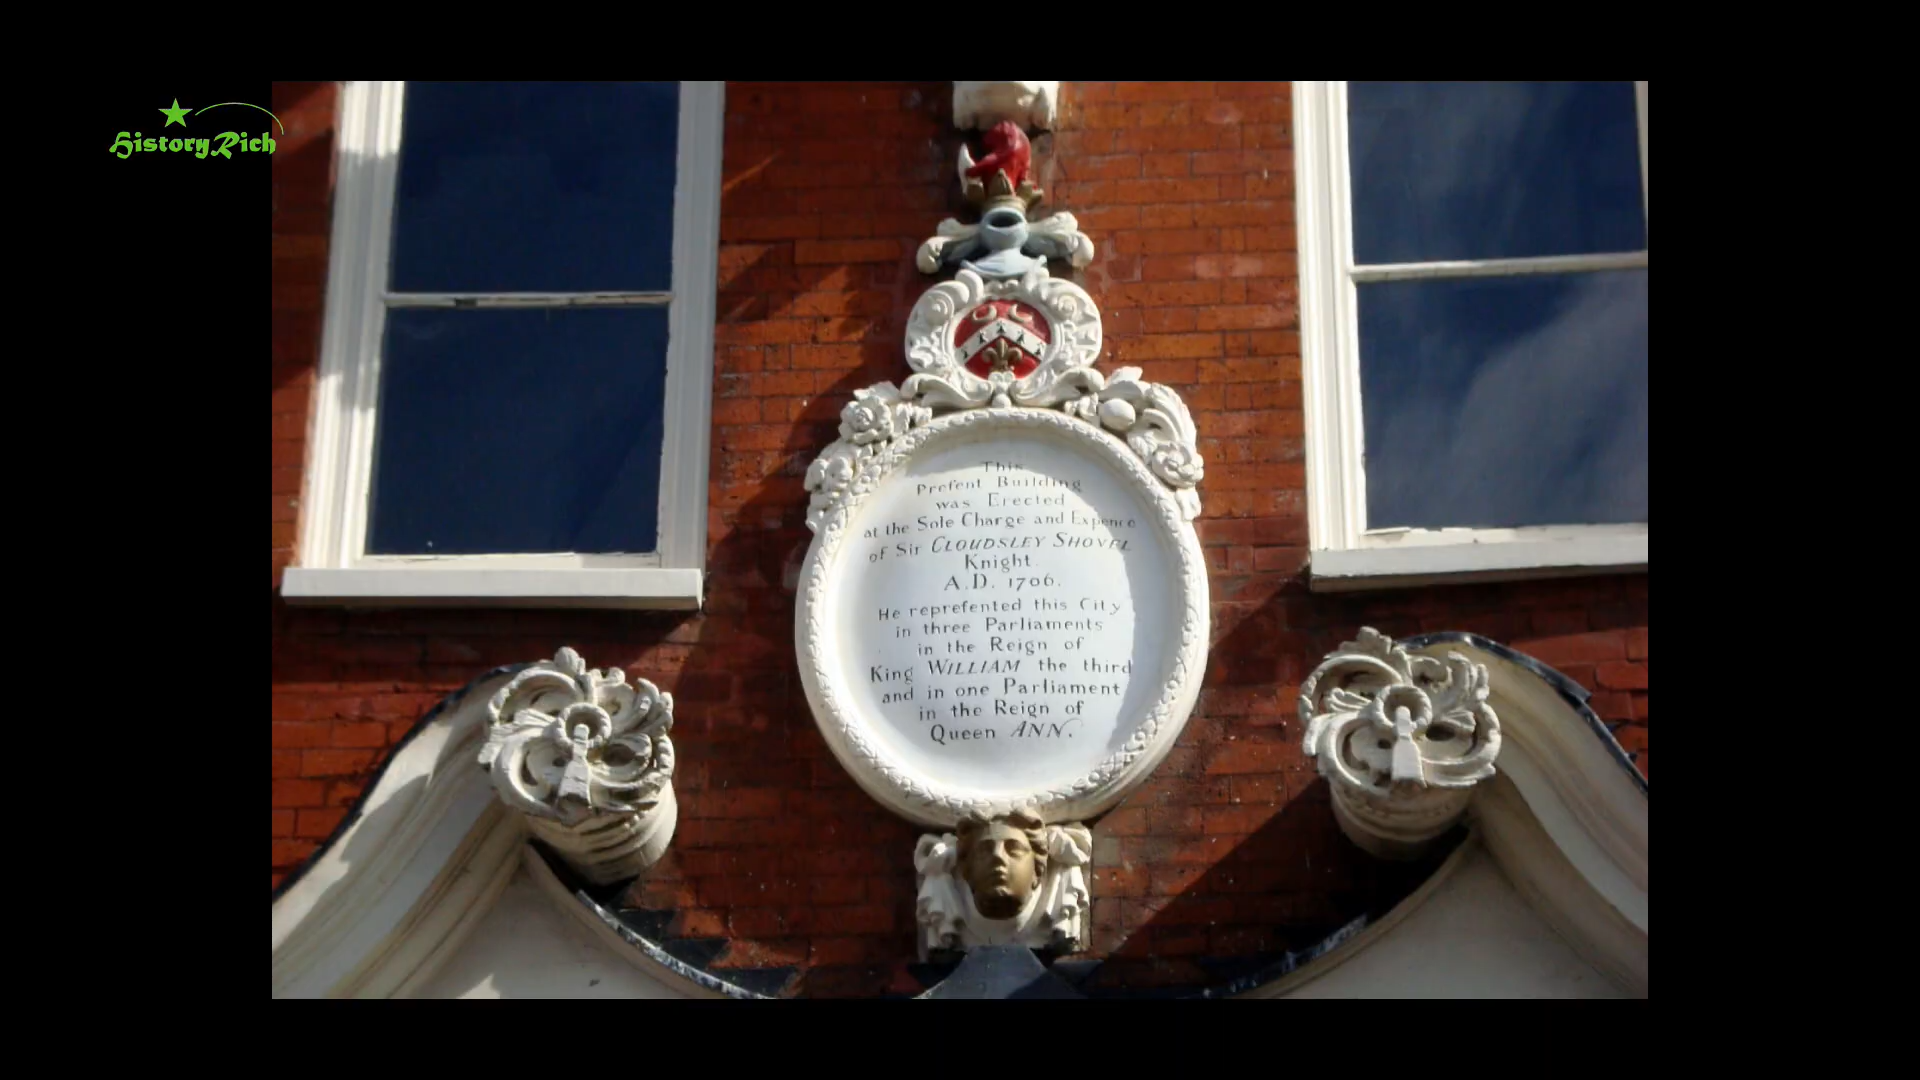 HistoryRich
This
Preſent Building
was Erected
at the Sole Charge and Expence
of Sir CLOUDSLEY SHOVEL
Knight.
A.D. 1706.
He repreſented this City
in three Parliaments
in the Reign of
King WILLIAM the third
and in one Parliament
in the Reign of
Queen ANN.